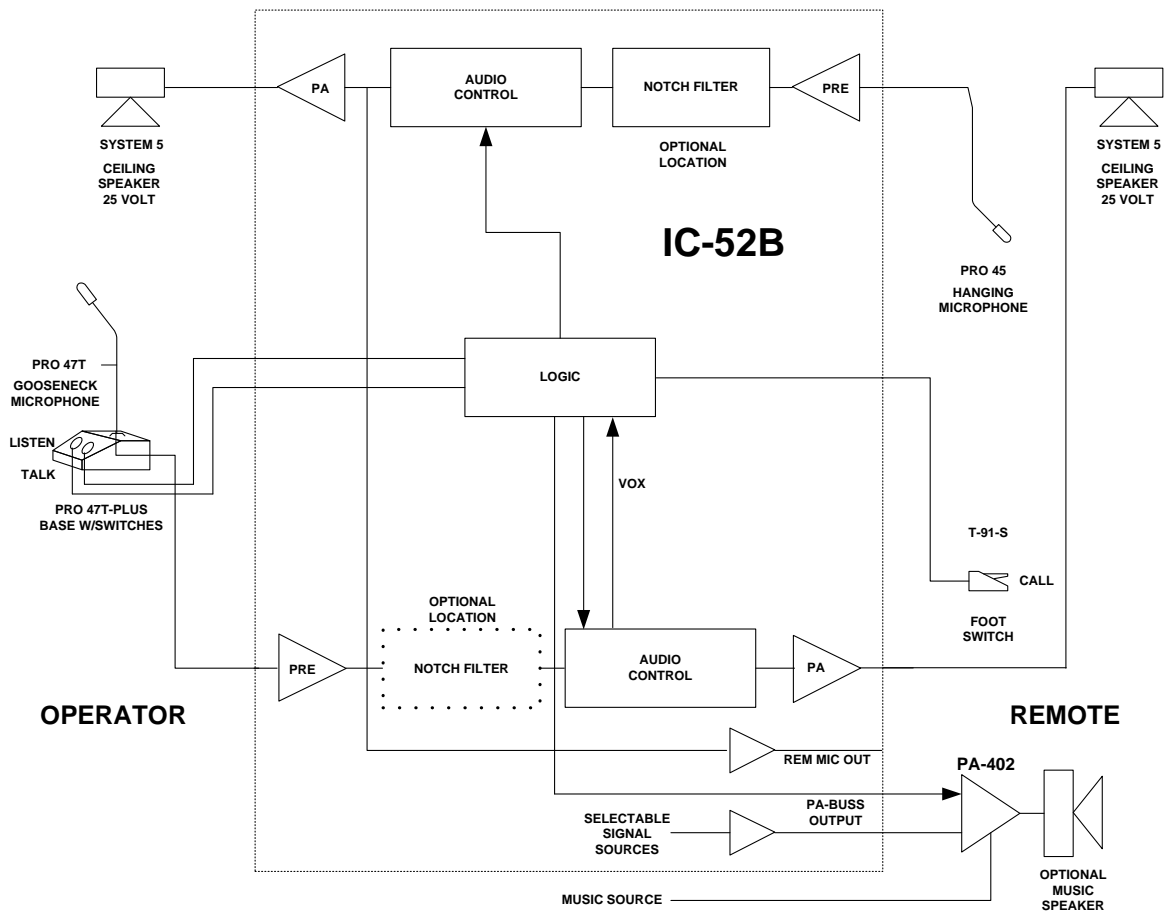 PA
AUDIO
CONTROL
NOTCH FILTER
PRE
OPTIONAL
LOCATION
SYSTEM 5
CEILING
SPEAKER
25 VOLT
SYSTEM 5
CEILING
SPEAKER
25 VOLT
IC-52B
PRO 45
HANGING
MICROPHONE
PRO 47T
GOOSENECK
MICROPHONE
LISTEN
TALK
PRO 47T-PLUS
BASE W/SWITCHES
LOGIC
VOX
T-91-S
CALL
FOOT
SWITCH
OPTIONAL
LOCATION
PRE
NOTCH FILTER
AUDIO
CONTROL
PA
OPERATOR
REMOTE
REM MIC OUT
PA-402
PA-BUSS
OUTPUT
SELECTABLE
SIGNAL
SOURCES
MUSIC SOURCE
OPTIONAL
MUSIC
SPEAKER